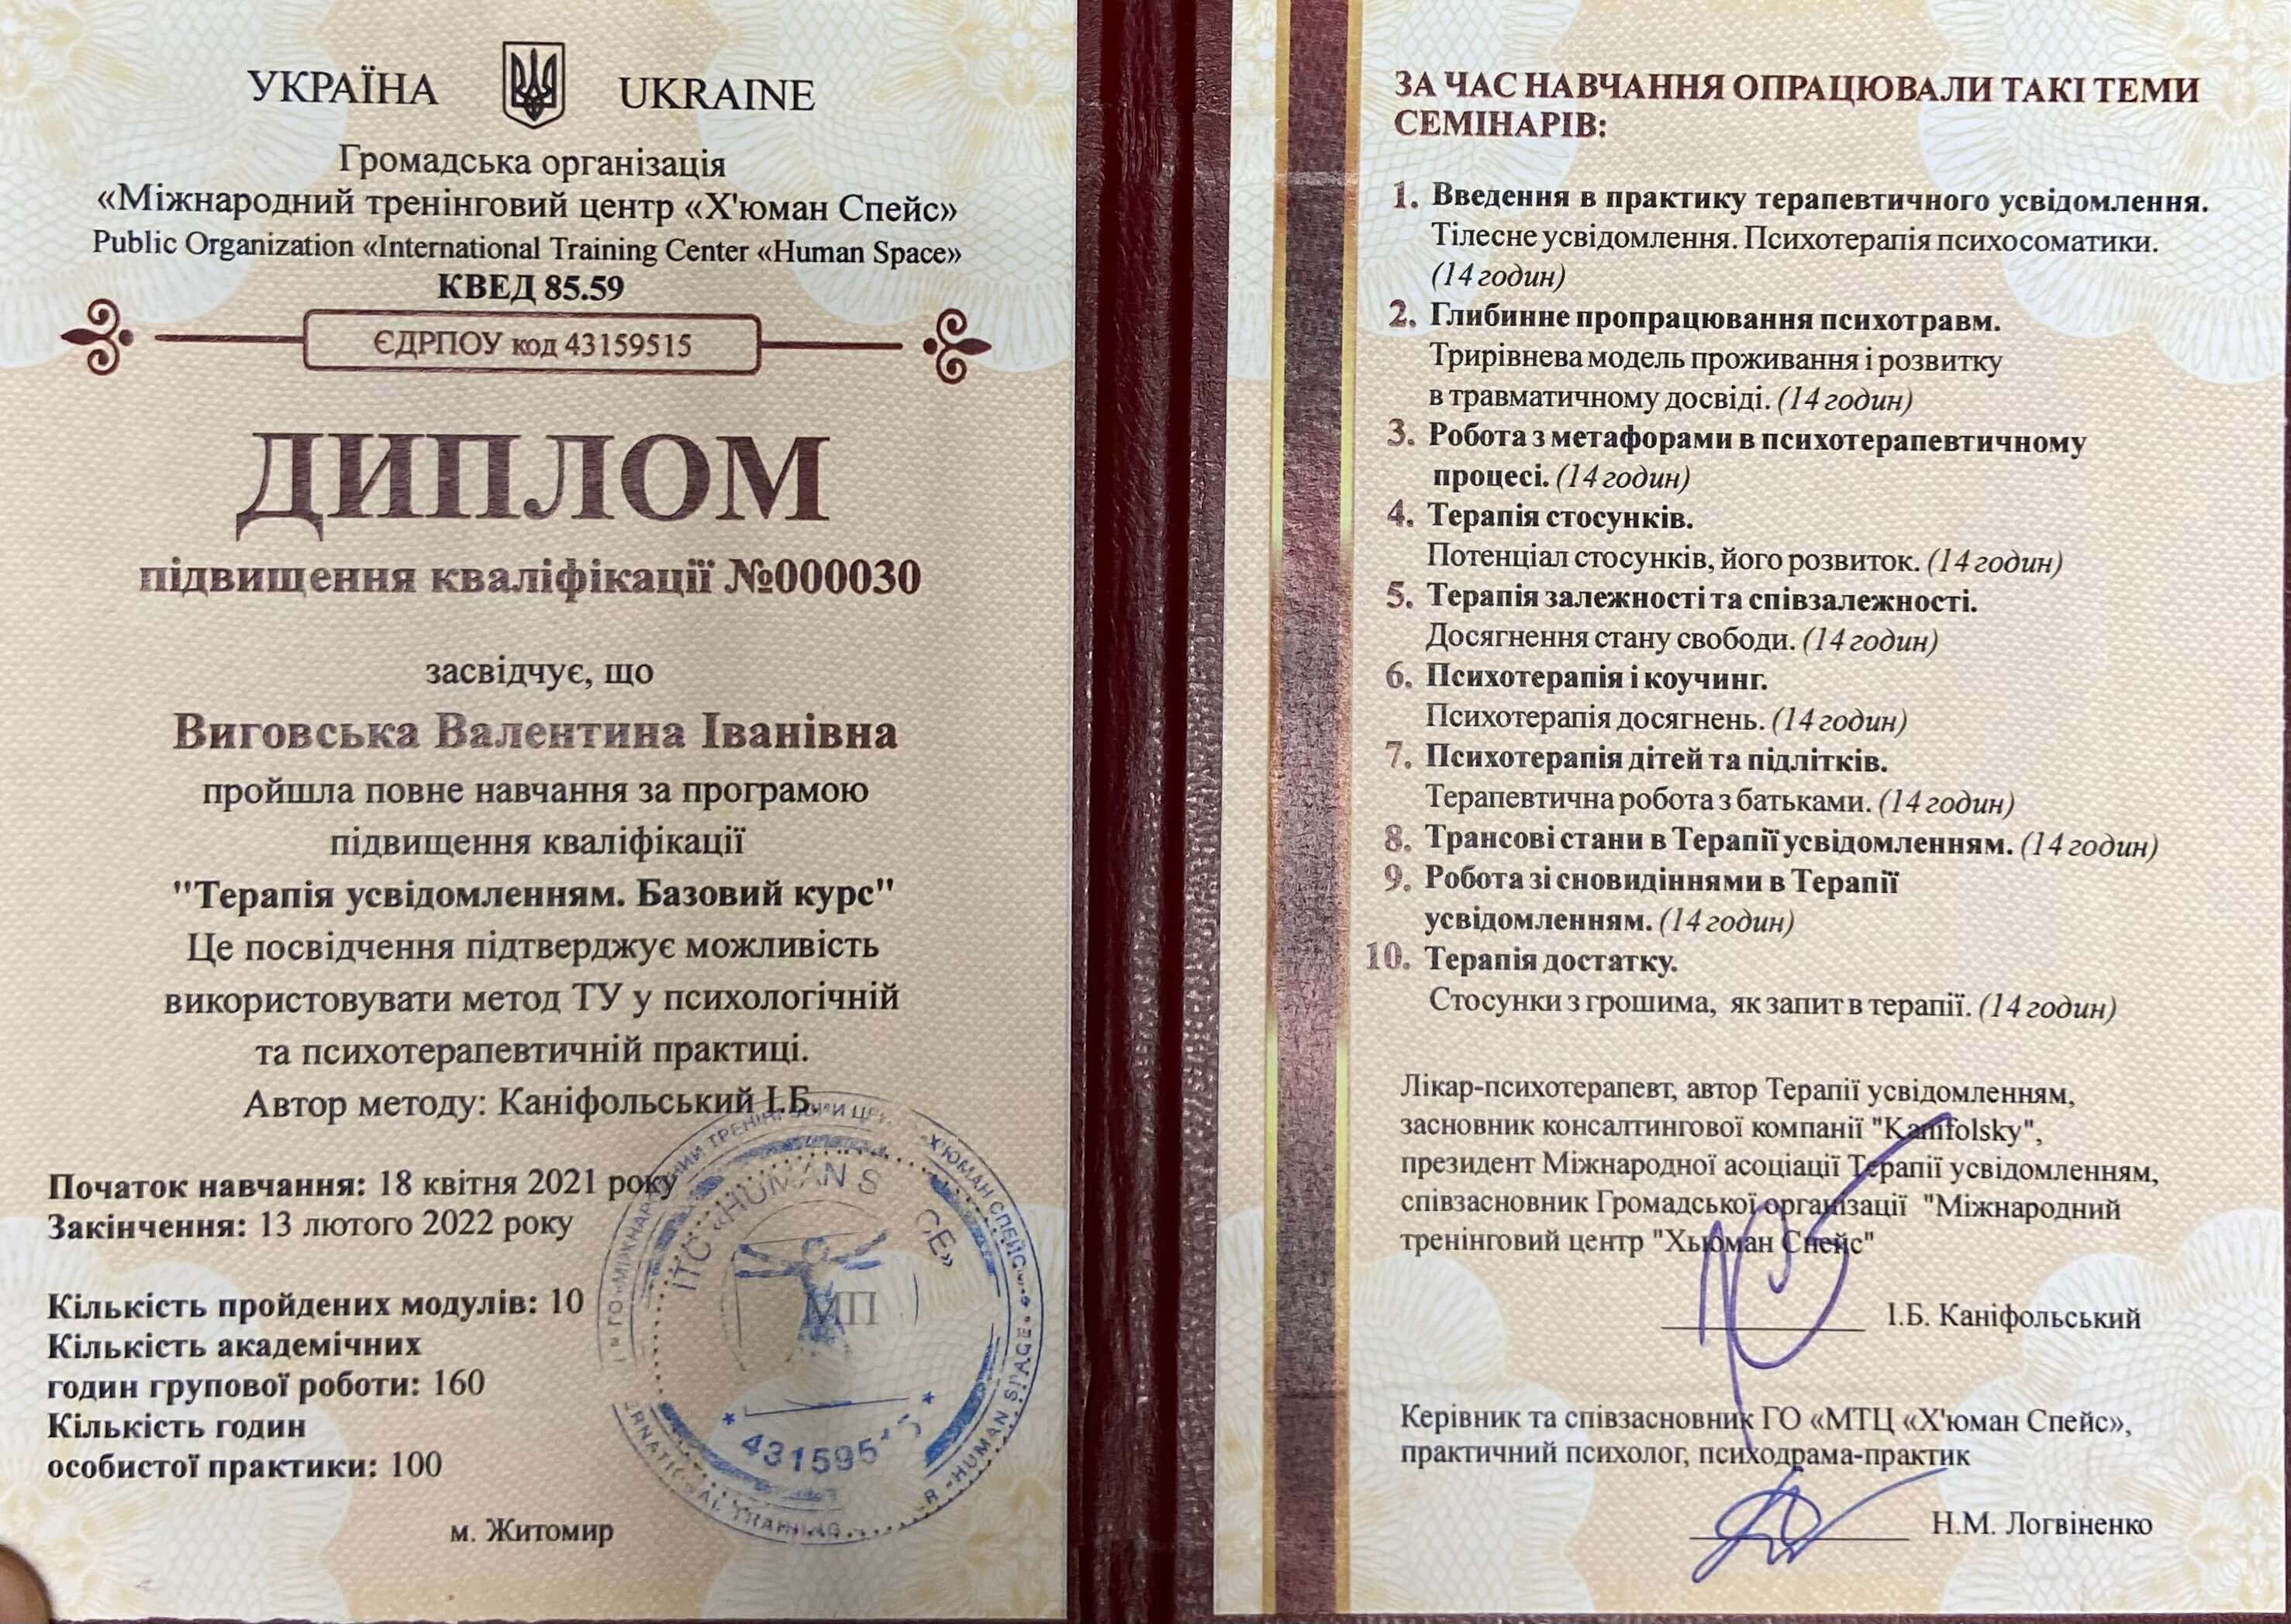 УКРАЇНА UKRAINE
Громадська організація
«Міжнародний тренінговий центр «Х'юман Спейс»
Public Organization «International Training Center «Human Space»
КВЕД 85.59
ЄДРПОУ код 43159515
ДИПЛОМ
підвищення кваліфікації №000030
засвідчує, що
Виговська Валентина Іванівна
пройшла повне навчання за програмою
підвищення кваліфікації
"Терапія усвідомленням. Базовий курс"
Це посвідчення підтверджує можливість
використовувати метод ТУ у психологічній
та психотерапевтичній практиці.
Автор методу: Каніфольський І.Б.
Початок навчання: 18 квітня 2021 року
Закінчення: 13 лютого 2022 року
Кількість пройдених модулів: 10
Кількість академічних
годин групової роботи: 160
Кількість годин
особистої практики: 100
МП
м. Житомир
ЗА ЧАС НАВЧАННЯ ОПРАЦЮВАЛИ ТАКІ ТЕМИ
СЕМІНАРІВ:
1. Введення в практику терапевтичного усвідомлення.
Тілесне усвідомлення. Психотерапія психосоматики.
(14 годин)
2. Глибинне пропрацювання психотравм.
Трирівнева модель проживання і розвитку
в травматичному досвіді. (14 годин)
3. Робота з метафорами в психотерапевтичному
процесі. (14 годин)
4. Терапія стосунків.
Потенціал стосунків, його розвиток. (14 годин)
5. Терапія залежності та співзалежності.
Досягнення стану свободи. (14 годин)
6. Психотерапія і коучинг.
Психотерапія досягнень. (14 годин)
7. Психотерапія дітей та підлітків.
Терапевтична робота з батьками. (14 годин)
8. Трансові стани в Терапії усвідомленням. (14 годин)
9. Робота зі сновидіннями в Терапії
усвідомленням. (14 годин)
10. Терапія достатку.
Стосунки з грошима, як запит в терапії. (14 годин)
Лікар-психотерапевт, автор Терапії усвідомленням,
засновник консалтингової компанії "Kanifolsky",
президент Міжнародної асоціації Терапії усвідомленням,
співзасновник Громадської організації "Міжнародний
тренінговий центр "Хьюман Спейс"
І.Б. Каніфольський
Керівник та співзасновник ГО «МТЦ «Х'юман Спейс»,
практичний психолог, психодрама-практик
Н.М. Логвіненко